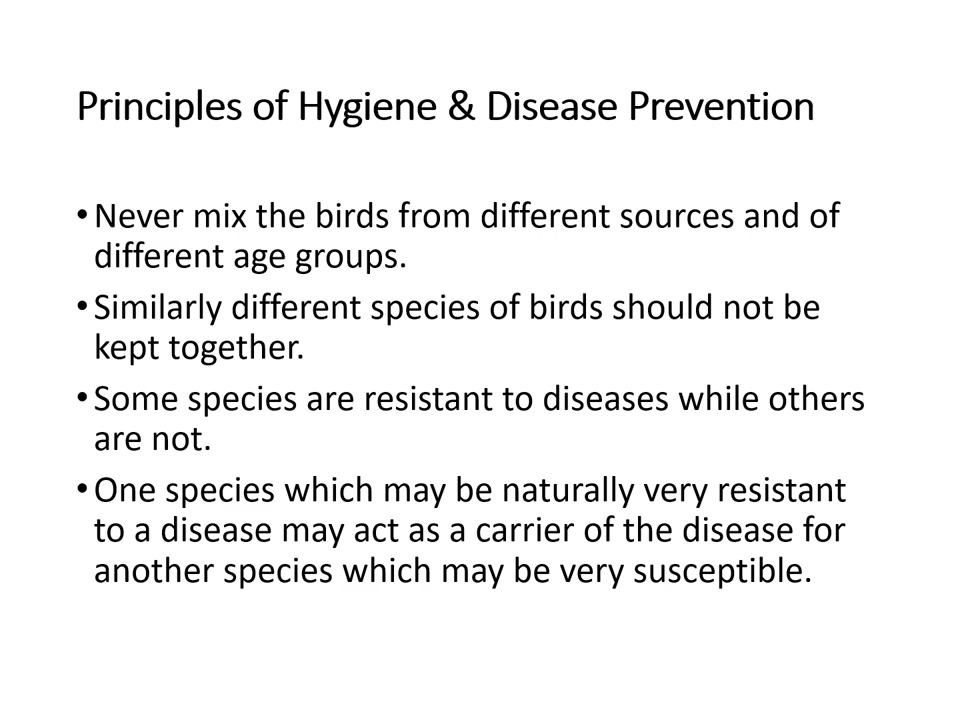 Principles of Hygiene & Disease Prevention
• Never mix the birds from different sources and of
different age groups.
• Similarly different species of birds should not be
kept together.
• Some species are resistant to diseases while others
are not.
• One species which may be naturally very resistant
to a disease may act as a carrier of the disease for
another species which may be very susceptible.